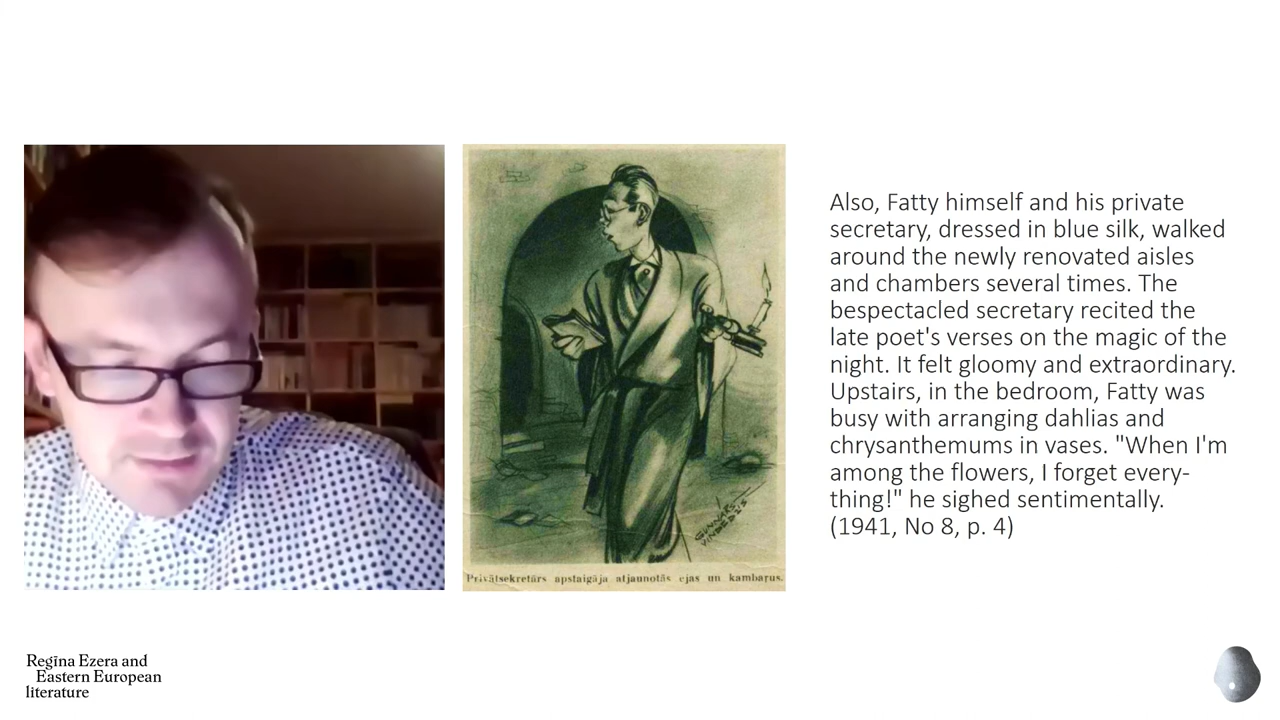 Also, Fatty himself and his private
secretary, dressed in blue silk, walked
around the newly renovated aisles
and chambers several times. The
bespectacled secretary recited the
late poet's verses on the magic of the
night. It felt gloomy and extraordinary.
Upstairs, in the bedroom, Fatty was
busy with arranging dahlias and
chrysanthemums in vases. "When I'm
among the flowers, I forget every-
thing!" he sighed sentimentally.
(1941, No 8, p. 4)
GUNNARS
VINDEDZIS
Privātsekretārs apstaigāja atjaunotās ejas un kambaŗus.
Regīna Ezera and
Eastern European
literature